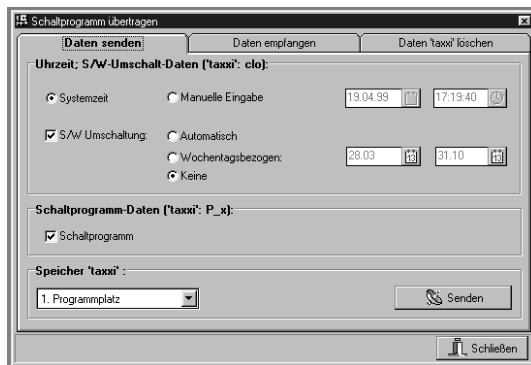 Schaltprogramm übertragen
Daten senden Daten empfangen Daten 'taxxi' löschen
Uhrzeit; S/W-Umschalt-Daten ('taxxi': clo):
Systemzeit Manuelle Eingabe 19.04.99 17:19:40
S/W Umschaltung: Automatisch
Wochentagsbezogen: 28.03 13 31.10 13
Keine
Schaltprogramm-Daten ('taxxi': P_x):
Schaltprogramm
Speicher 'taxxi' :
1. Programmplatz Senden
Schließen